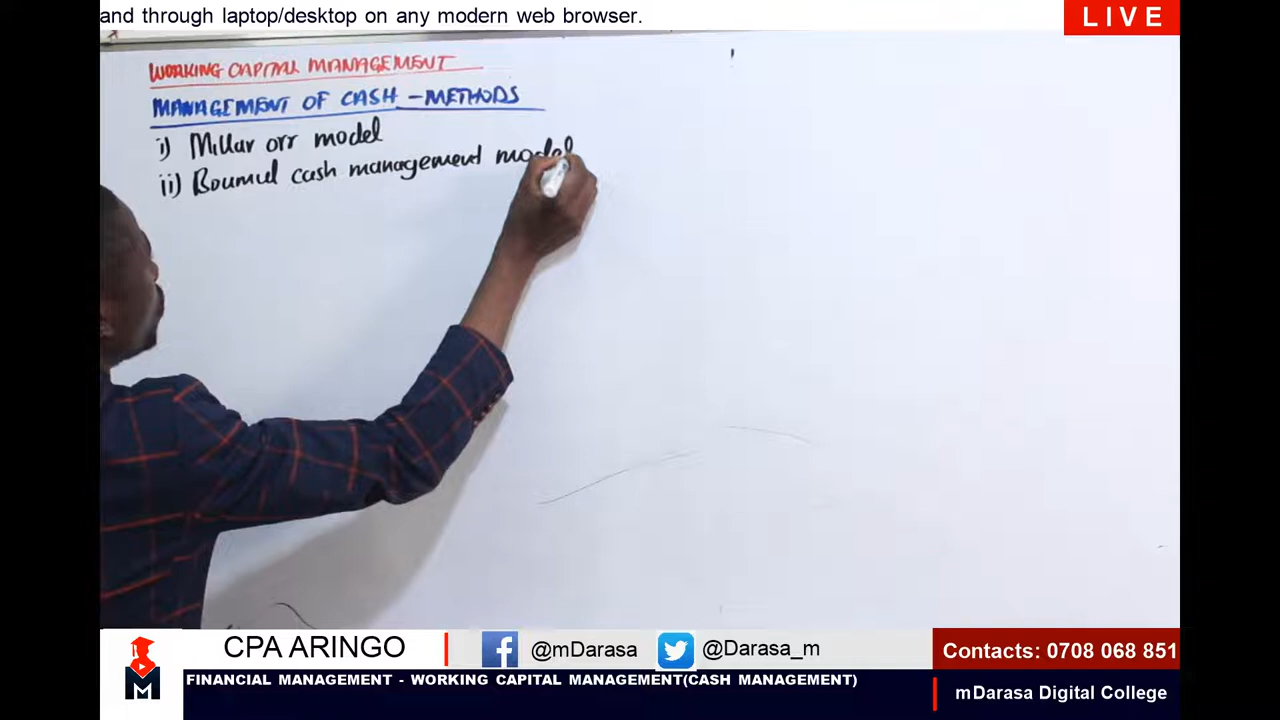 and through laptop/desktop on any modern web browser.
LIVE
WORKING CAPITAL MANAGEMENT
MANAGEMENT OF CASH - METHODS
i) Millar orr model
ii) Boumul cash management model
CPA ARINGO
@mDarasa
@Darasa_m
Contacts: 0708 068 851
FINANCIAL MANAGEMENT - WORKING CAPITAL MANAGEMENT(CASH MANAGEMENT)
mDarasa Digital College